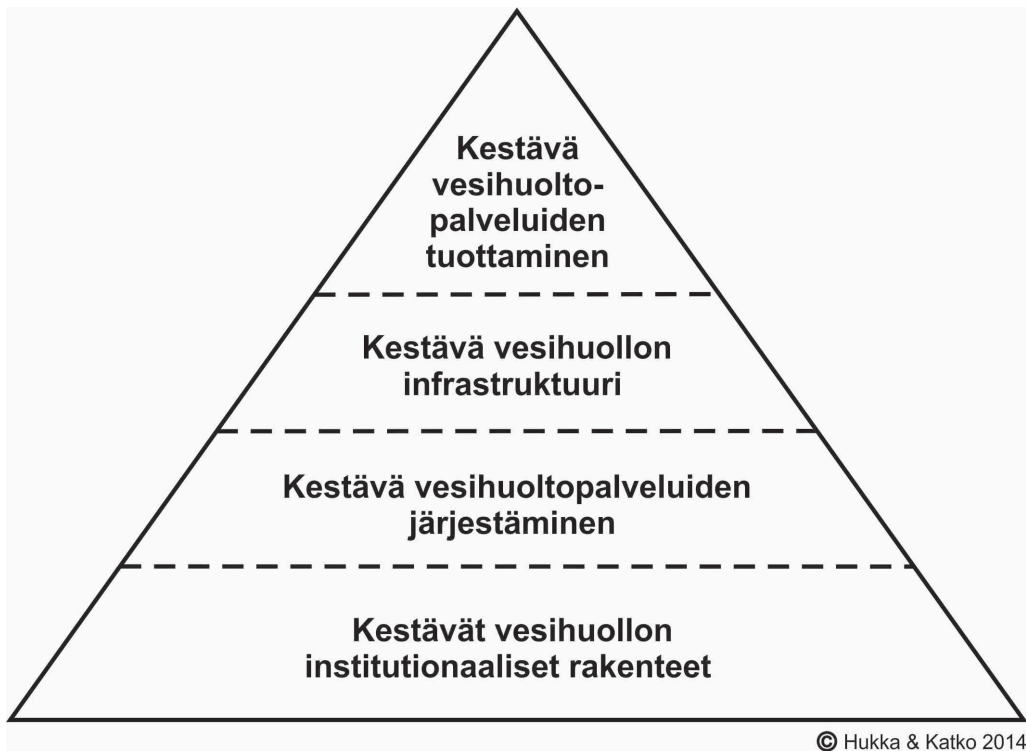 Kestävä
vesihuolto-
palveluiden
tuottaminen
Kestävä vesihuollon
infrastruktuuri
Kestävä vesihuoltopalveluiden
järjestäminen
Kestävät vesihuollon
institutionaaliset rakenteet
© Hukka & Katko 2014